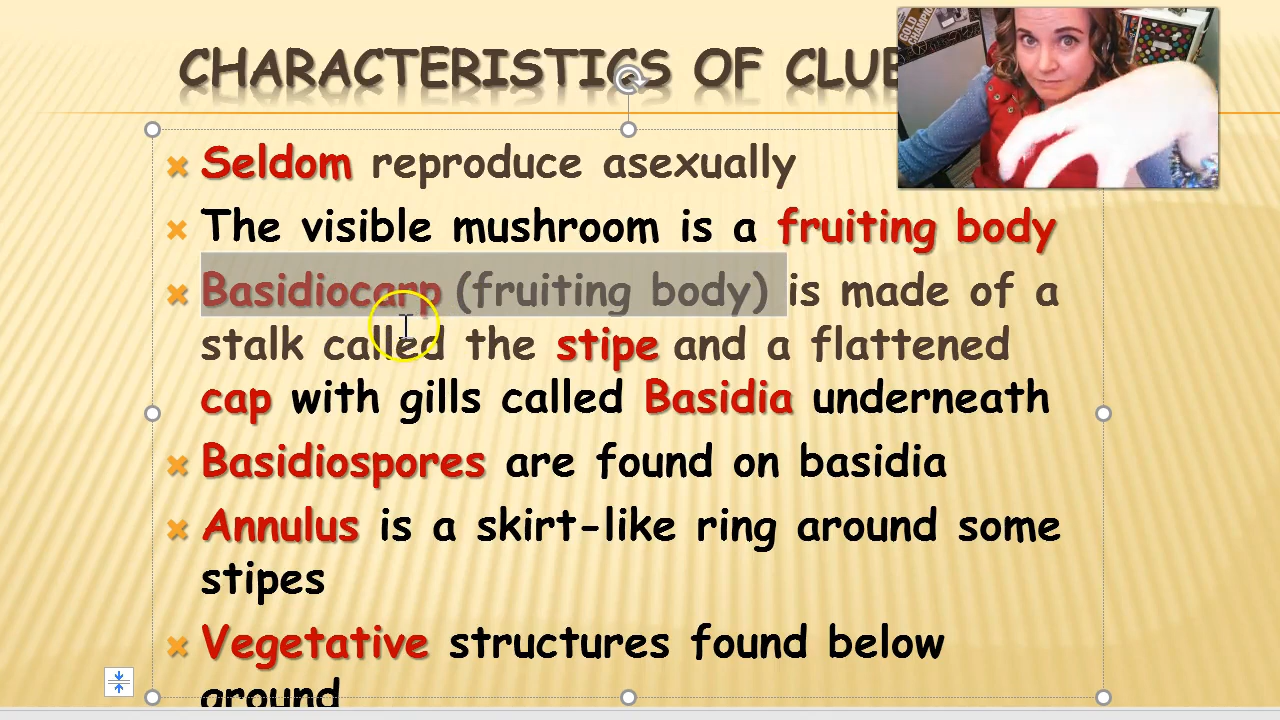 CHARACTERISTICS OF CLUB
GOLD
CHAMPION
Seldom reproduce asexually
The visible mushroom is a fruiting body
Basidiocarp (fruiting body) is made of a
stalk called the stipe and a flattened
cap with gills called Basidia underneath
Basidiospores are found on basidia
Annulus is a skirt-like ring around some
stipes
Vegetative structures found below
ground